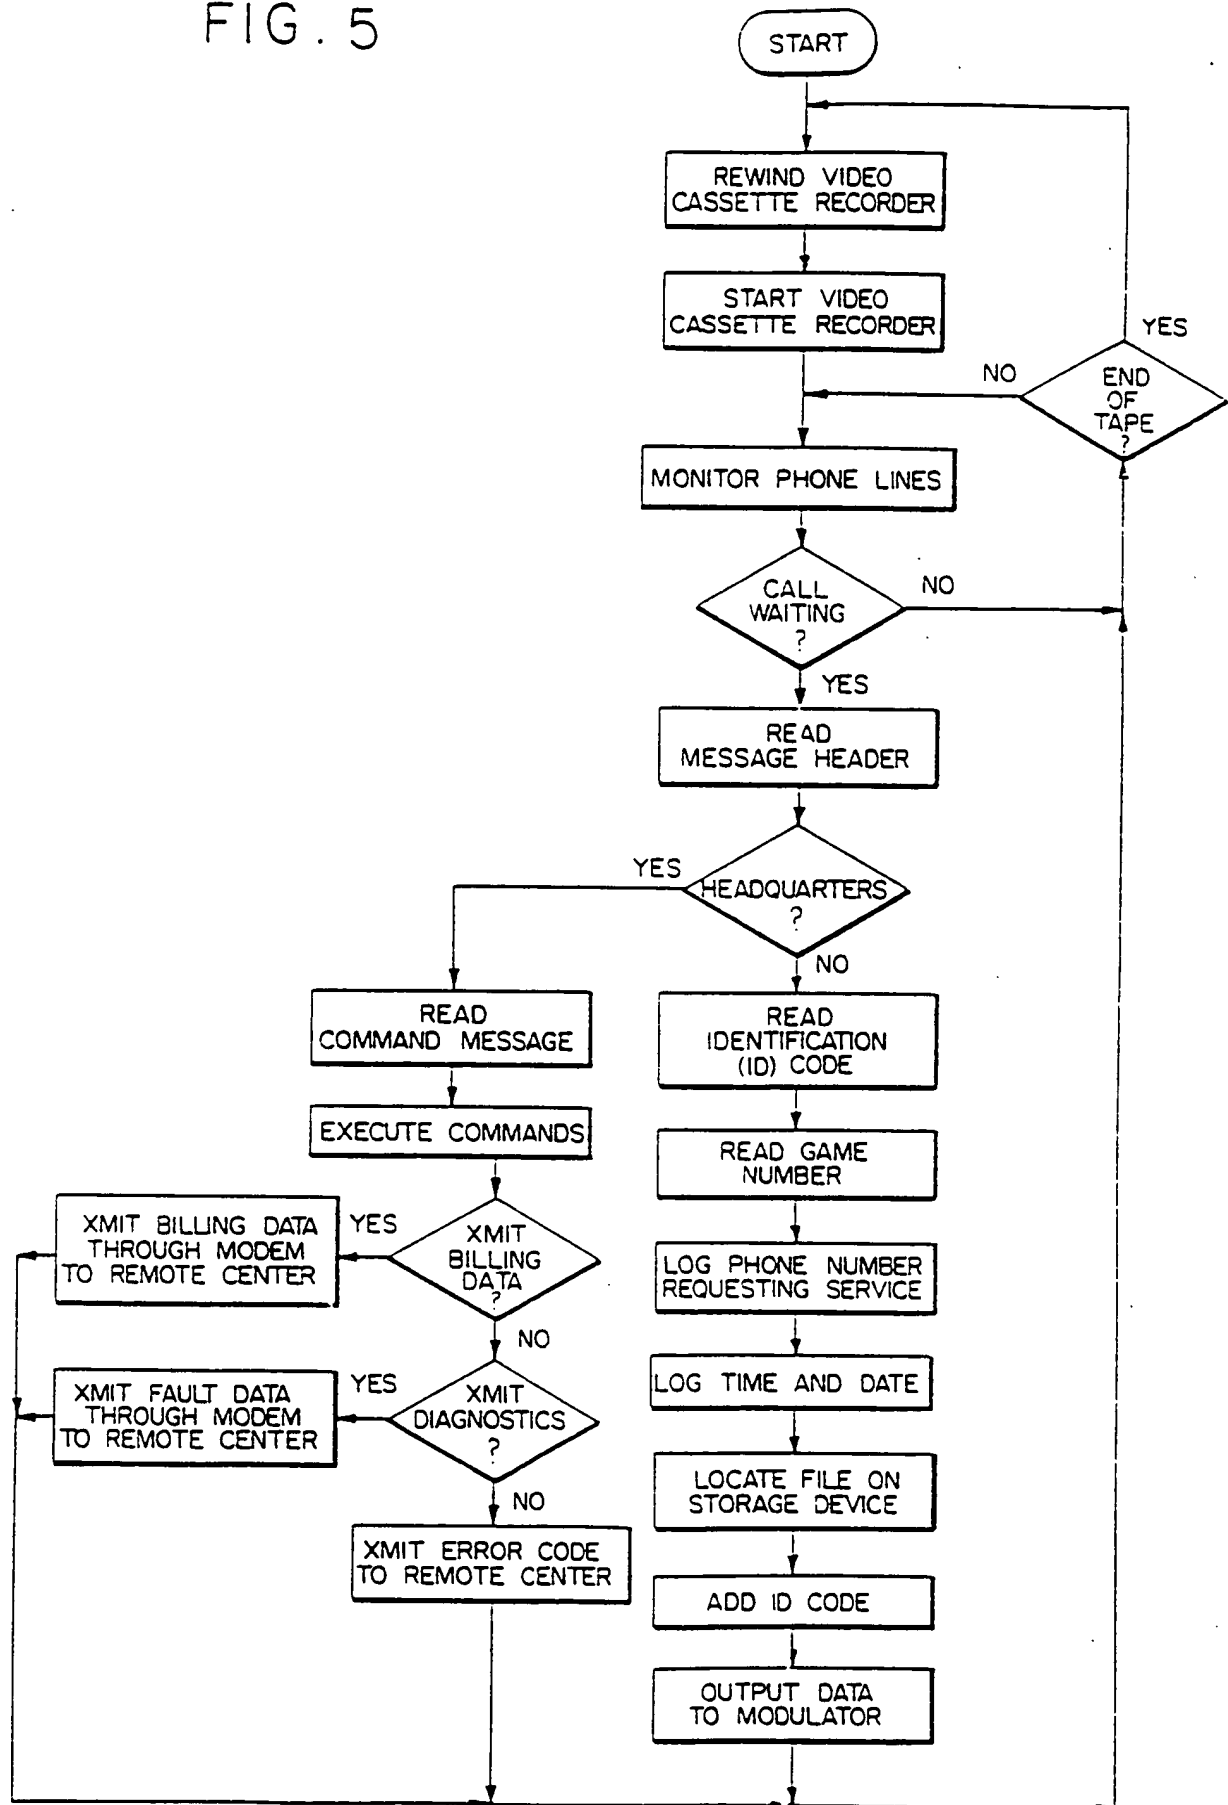 FIG. 5
START
REWIND VIDEO
CASSETTE RECORDER
START VIDEO
CASSETTE RECORDER
YES
END
OF
TAPE
?
NO
MONITOR PHONE LINES
CALL
WAITING
?
NO
YES
READ
MESSAGE HEADER
HEADQUARTERS
?
YES
NO
READ
COMMAND MESSAGE
EXECUTE COMMANDS
XMIT
BILLING
DATA
?
YES
XMIT BILLING DATA
THROUGH MODEM
TO REMOTE CENTER
NO
XMIT
DIAGNOSTICS
?
YES
XMIT FAULT DATA
THROUGH MODEM
TO REMOTE CENTER
NO
XMIT ERROR CODE
TO REMOTE CENTER
READ
IDENTIFICATION
(ID) CODE
READ GAME
NUMBER
LOG PHONE NUMBER
REQUESTING SERVICE
LOG TIME AND DATE
LOCATE FILE ON
STORAGE DEVICE
ADD ID CODE
OUTPUT DATA
TO MODULATOR